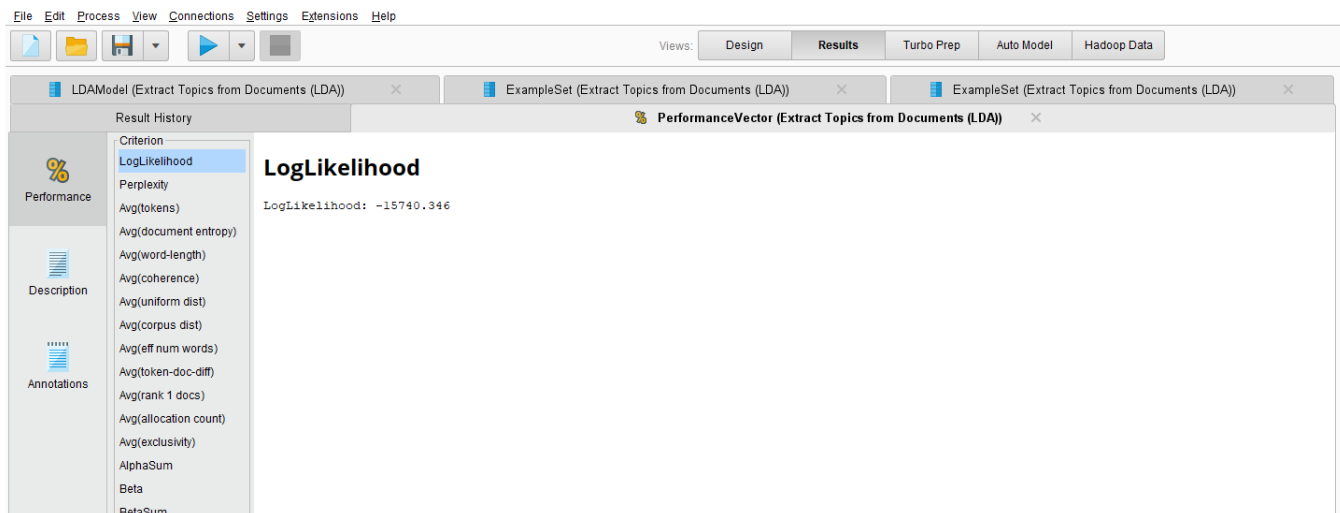 File Edit Process View Connections Settings Extensions Help
Views: Design Results Turbo Prep Auto Model Hadoop Data
LDAModel (Extract Topics from Documents (LDA)) ExampleSet (Extract Topics from Documents (LDA)) ExampleSet (Extract Topics from Documents (LDA))
Result History % PerformanceVector (Extract Topics from Documents (LDA))
%
Performance
Description
Annotations
Criterion
LogLikelihood
Perplexity
Avg(tokens)
Avg(document entropy)
Avg(word-length)
Avg(coherence)
Avg(uniform dist)
Avg(corpus dist)
Avg(eff num words)
Avg(token-doc-diff)
Avg(rank 1 docs)
Avg(allocation count)
Avg(exclusivity)
AlphaSum
Beta
BetaSum
LogLikelihood
LogLikelihood: -15740.346